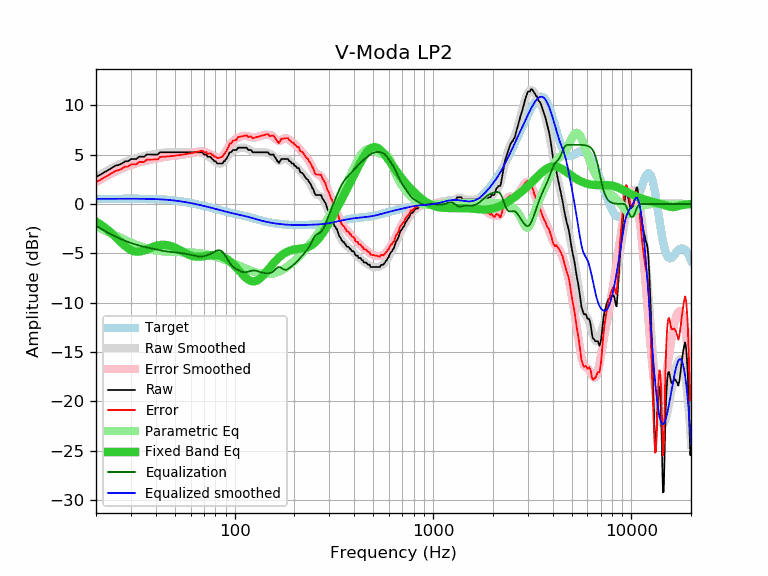 V-Moda LP2
10
5
0
−5
−10
−15
−20
−25
−30
Amplitude (dBr)
Target
Raw Smoothed
Error Smoothed
Raw
Error
Parametric Eq
Fixed Band Eq
Equalization
Equalized smoothed
100 1000 10000
Frequency (Hz)